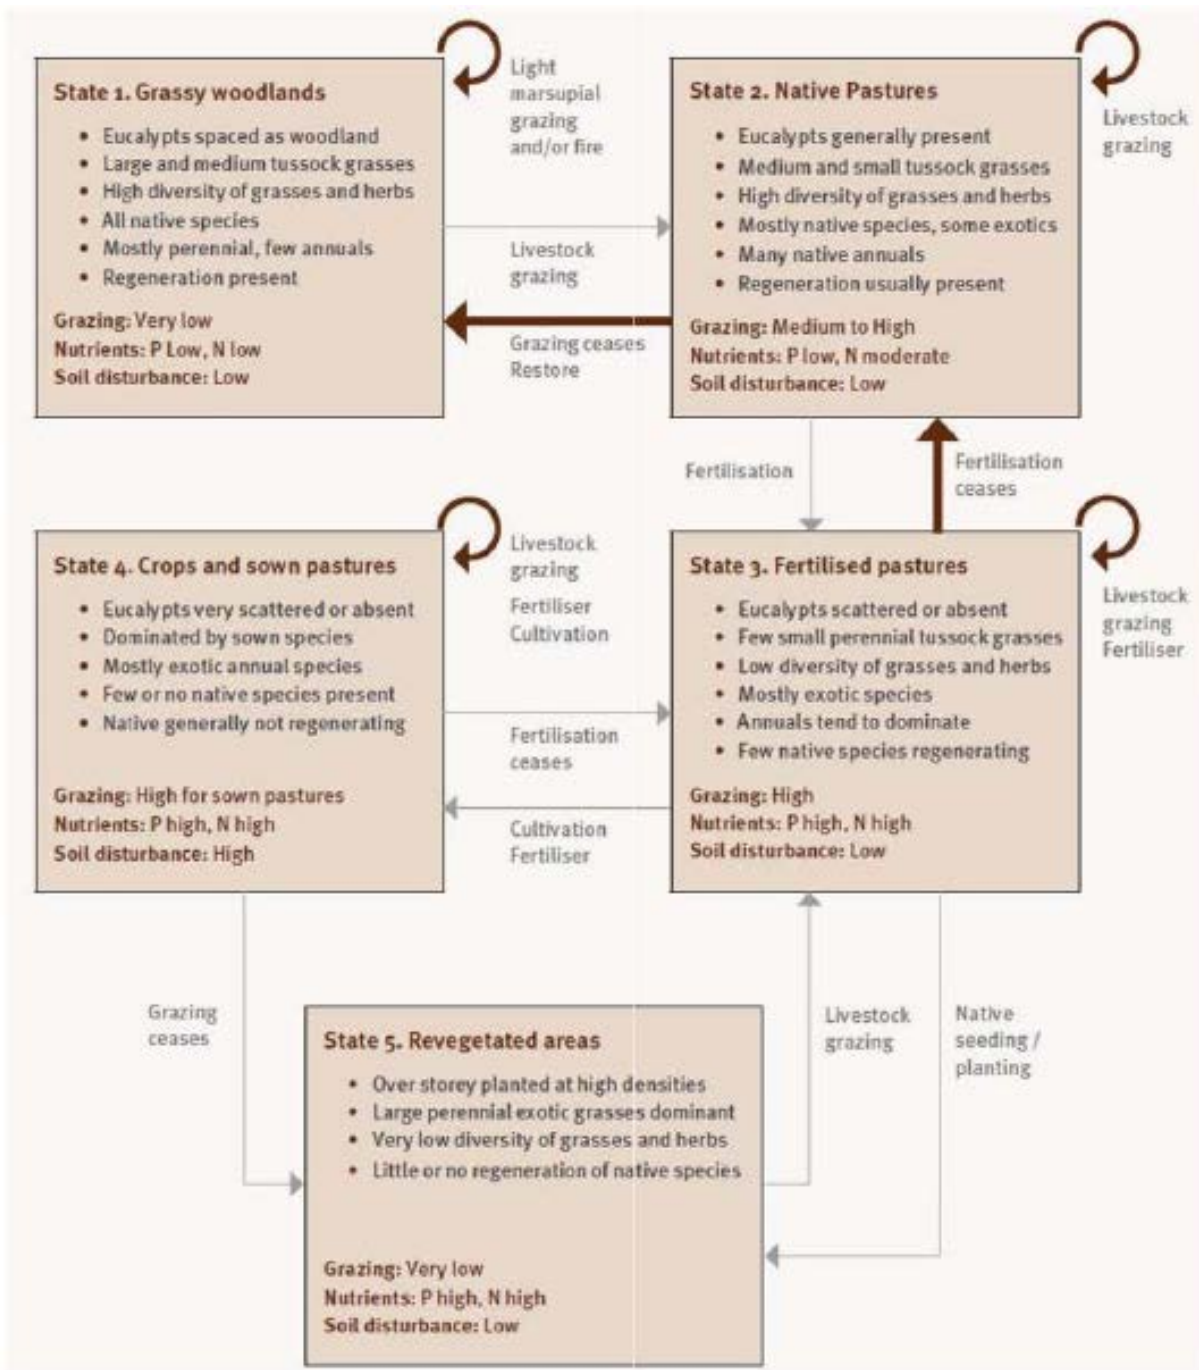 State 1. Grassy woodlands
• Eucalypts spaced as woodland
• Large and medium tussock grasses
• High diversity of grasses and herbs
• All native species
• Mostly perennial, few annuals
• Regeneration present
Grazing: Very low
Nutrients: P Low, N low
Soil disturbance: Low
Light
marsupial
grazing
and/or fire
Livestock
grazing
Grazing ceases
Restore
State 2. Native Pastures
• Eucalypts generally present
• Medium and small tussock grasses
• High diversity of grasses and herbs
• Mostly native species, some exotics
• Many native annuals
• Regeneration usually present
Grazing: Medium to High
Nutrients: P low, N moderate
Soil disturbance: Low
Livestock
grazing
Fertilisation
Fertilisation
ceases
State 4. Crops and sown pastures
• Eucalypts very scattered or absent
• Dominated by sown species
• Mostly exotic annual species
• Few or no native species present
• Native generally not regenerating
Grazing: High for sown pastures
Nutrients: P high, N high
Soil disturbance: High
Livestock
grazing
Fertiliser
Cultivation
Fertilisation
ceases
Cultivation
Fertiliser
State 3. Fertilised pastures
• Eucalypts scattered or absent
• Few small perennial tussock grasses
• Low diversity of grasses and herbs
• Mostly exotic species
• Annuals tend to dominate
• Few native species regenerating
Grazing: High
Nutrients: P high, N high
Soil disturbance: Low
Livestock
grazing
Fertiliser
Grazing
ceases
State 5. Revegetated areas
• Over storey planted at high densities
• Large perennial exotic grasses dominant
• Very low diversity of grasses and herbs
• Little or no regeneration of native species
Grazing: Very low
Nutrients: P high, N high
Soil disturbance: Low
Livestock
grazing
Native
seeding /
planting